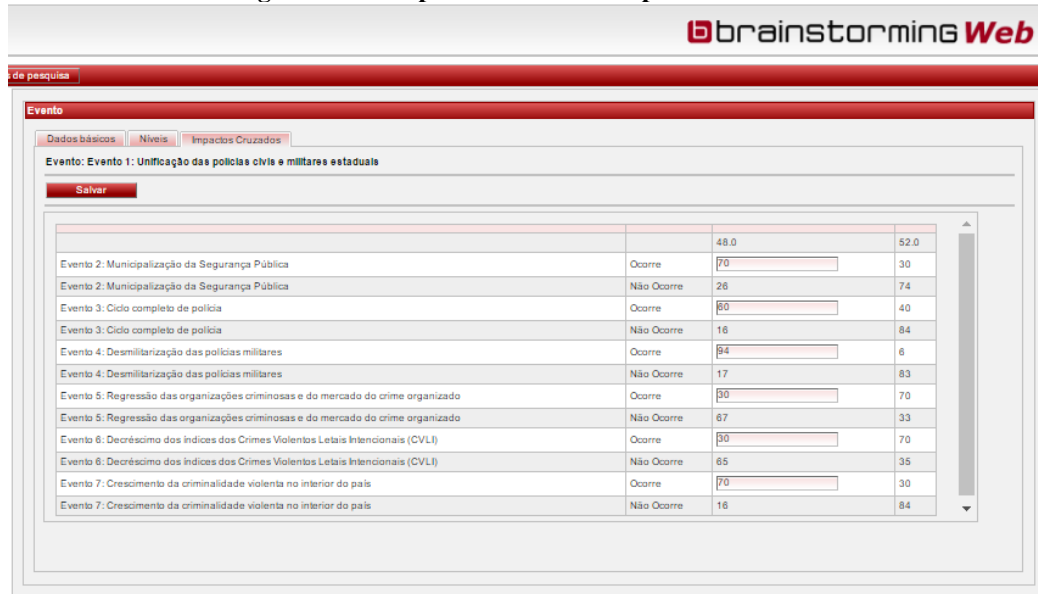 brainstorming Web
de pesquisa
Evento
Dados básicos Níveis Impactos Cruzados
Evento: Evento 1: Unificação das polícias civis e militares estaduais
Salvar
48.0 52.0
Evento 2: Municipalização da Segurança Pública Ocorre 70 30
Evento 2: Municipalização da Segurança Pública Não Ocorre 26 74
Evento 3: Ciclo completo de polícia Ocorre 60 40
Evento 3: Ciclo completo de polícia Não Ocorre 16 84
Evento 4: Desmilitarização das polícias militares Ocorre 94 6
Evento 4: Desmilitarização das polícias militares Não Ocorre 17 83
Evento 5: Regressão das organizações criminosas e do mercado do crime organizado Ocorre 30 70
Evento 5: Regressão das organizações criminosas e do mercado do crime organizado Não Ocorre 67 33
Evento 6: Decréscimo dos índices dos Crimes Violentos Letais Intencionais (CVLI) Ocorre 30 70
Evento 6: Decréscimo dos índices dos Crimes Violentos Letais Intencionais (CVLI) Não Ocorre 65 35
Evento 7: Crescimento da criminalidade violenta no interior do país Ocorre 70 30
Evento 7: Crescimento da criminalidade violenta no interior do país Não Ocorre 16 84